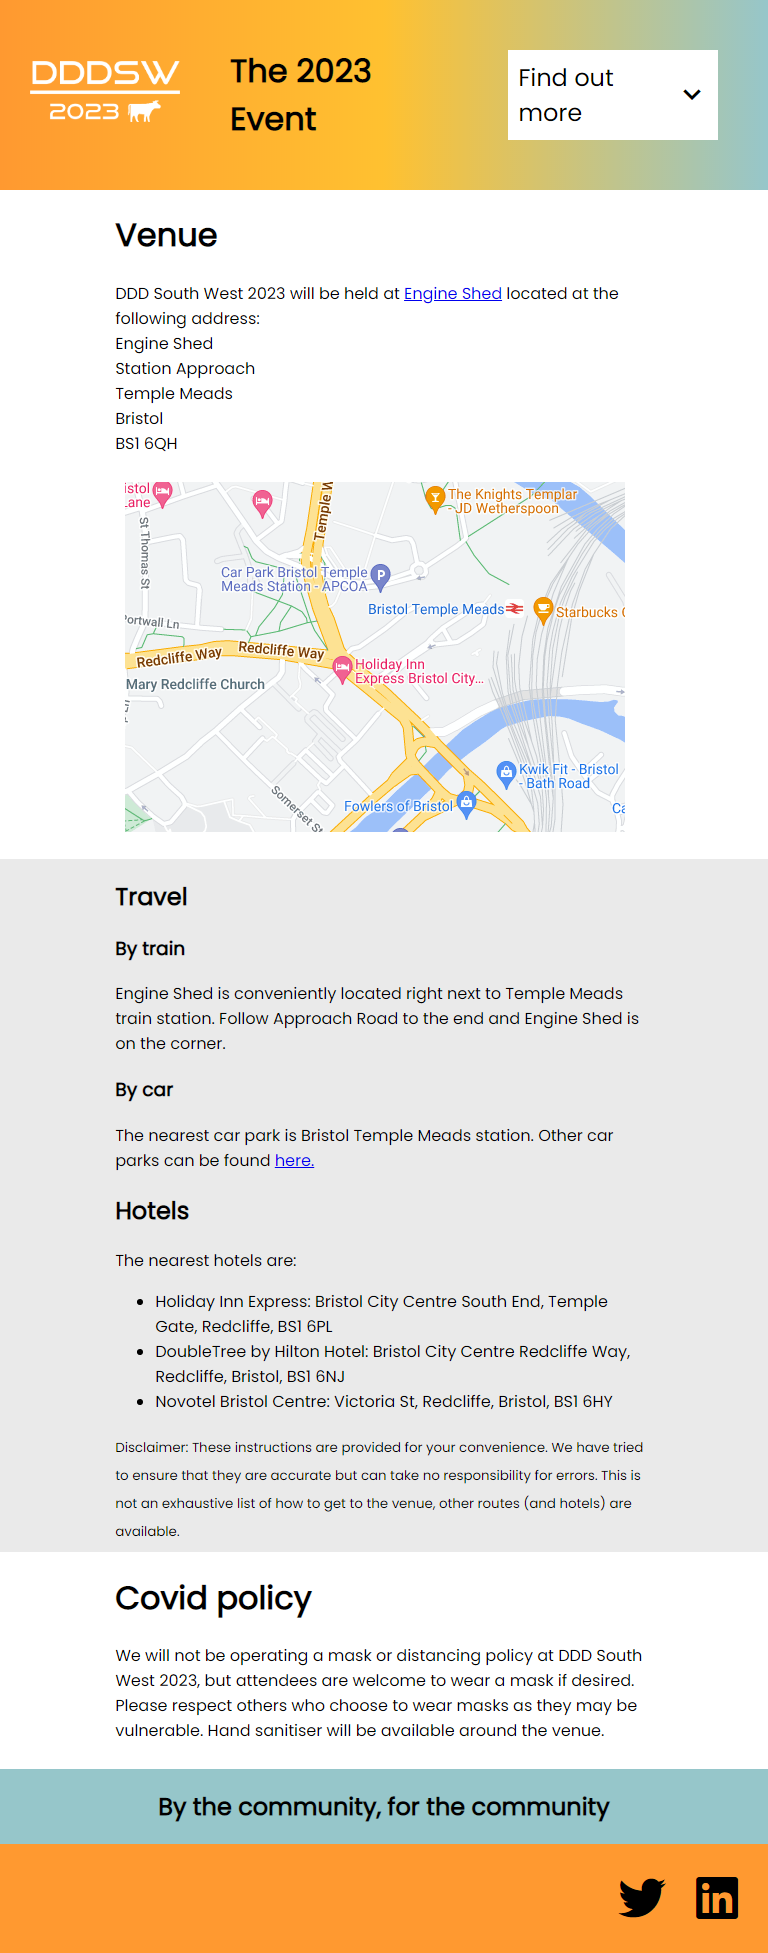 DDDSW
2023
The 2023
Event
Find out
more
Venue
DDD South West 2023 will be held at Engine Shed located at the
following address:
Engine Shed
Station Approach
Temple Meads
Bristol
BS1 6QH
istol
Lane
St Thomas St
Temple W
The Knights Templar
- JD Wetherspoon
Car Park Bristol Temple
Meads Station - APCOA
P
Bristol Temple Meads
Starbucks C
Portwall Ln
Redcliffe Way
Redcliffe Way
Holiday Inn
Express Bristol City...
Mary Redcliffe Church
Kwik Fit - Bristol
- Bath Road
Somerset St
Fowlers of Bristol
Ca
Travel
By train
Engine Shed is conveniently located right next to Temple Meads
train station. Follow Approach Road to the end and Engine Shed is
on the corner.
By car
The nearest car park is Bristol Temple Meads station. Other car
parks can be found here.
Hotels
The nearest hotels are:
Holiday Inn Express: Bristol City Centre South End, Temple
Gate, Redcliffe, BS1 6PL
DoubleTree by Hilton Hotel: Bristol City Centre Redcliffe Way,
Redcliffe, Bristol, BS1 6NJ
Novotel Bristol Centre: Victoria St, Redcliffe, Bristol, BS1 6HY
Disclaimer: These instructions are provided for your convenience. We have tried
to ensure that they are accurate but can take no responsibility for errors. This is
not an exhaustive list of how to get to the venue, other routes (and hotels) are
available.
Covid policy
We will not be operating a mask or distancing policy at DDD South
West 2023, but attendees are welcome to wear a mask if desired.
Please respect others who choose to wear masks as they may be
vulnerable. Hand sanitiser will be available around the venue.
By the community, for the community
in